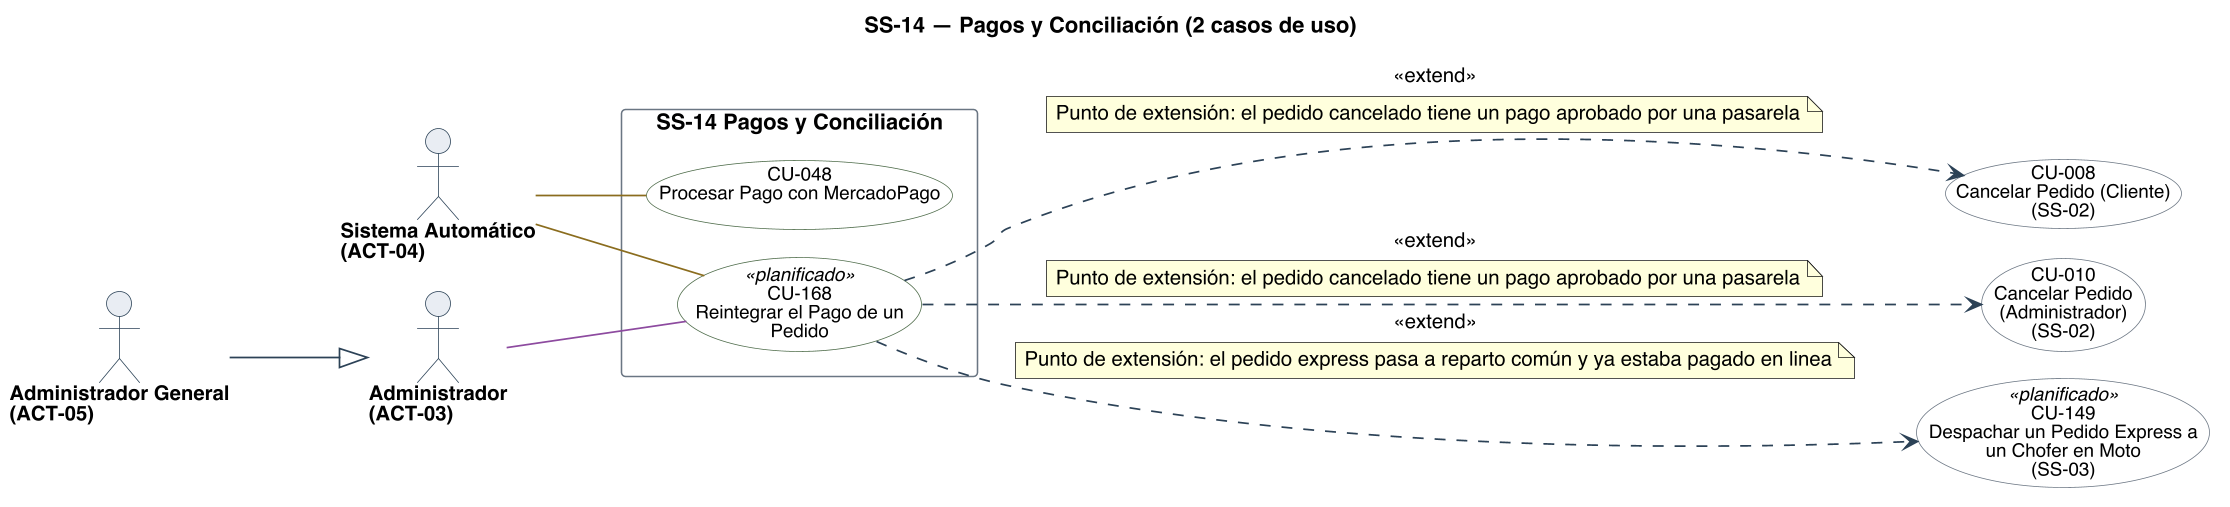 SS-14 — Pagos y Conciliación (2 casos de uso)
«extend»
Punto de extensión: el pedido cancelado tiene un pago aprobado por una pasarela
SS-14 Pagos y Conciliación
CU-048
Procesar Pago con MercadoPago
CU-008
Cancelar Pedido (Cliente)
(SS-02)
Sistema Automático
(ACT-04)
«extend»
Punto de extensión: el pedido cancelado tiene un pago aprobado por una pasarela
«planificado»
CU-168
Reintegrar el Pago de un
Pedido
CU-010
Cancelar Pedido
(Administrador)
(SS-02)
«extend»
Punto de extensión: el pedido express pasa a reparto común y ya estaba pagado en linea
Administrador General
(ACT-05)
Administrador
(ACT-03)
«planificado»
CU-149
Despachar un Pedido Express a
un Chofer en Moto
(SS-03)